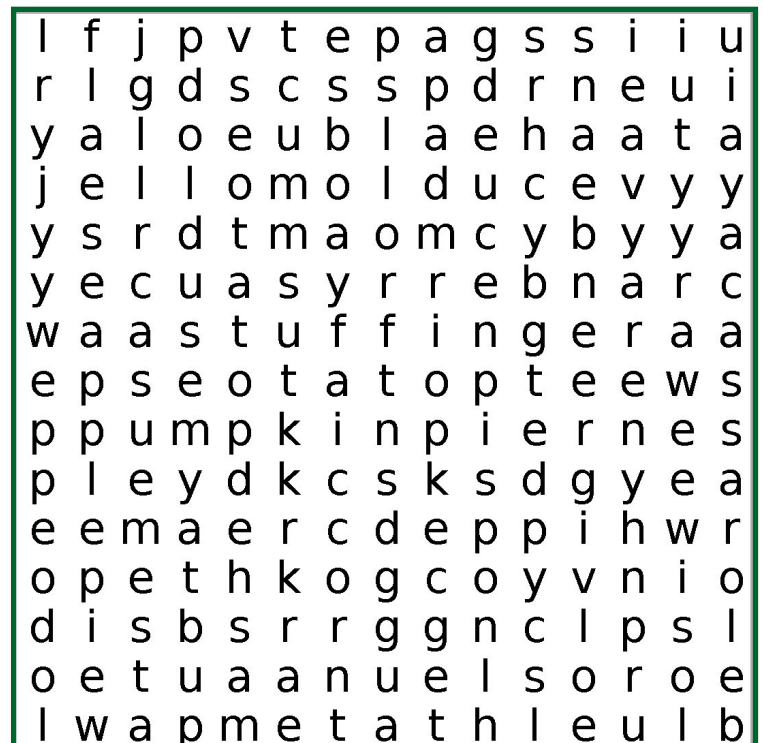 l f j p v t e p a g s s i i u
r l g d s c s s p d r n e u i
y a l o e u b l a e h a a t a
j e l l o m o l d u c e v y y
y s r d t m a o m c y b y y a
y e c u a s y r r e b n a r c
w a a s t u f f i n g e r a a
e p s e o t a t o p t e e w s
p p u m p k i n p i e r n e s
p l e y d k c s k s d g y e a
e e m a e r c d e p p i h w r
o p e t h k o g c o y v n i o
d i s b s r r g g n c l p s l
o e t u a a n u e l s o r o e
l w a p m e t a t h l e u l b